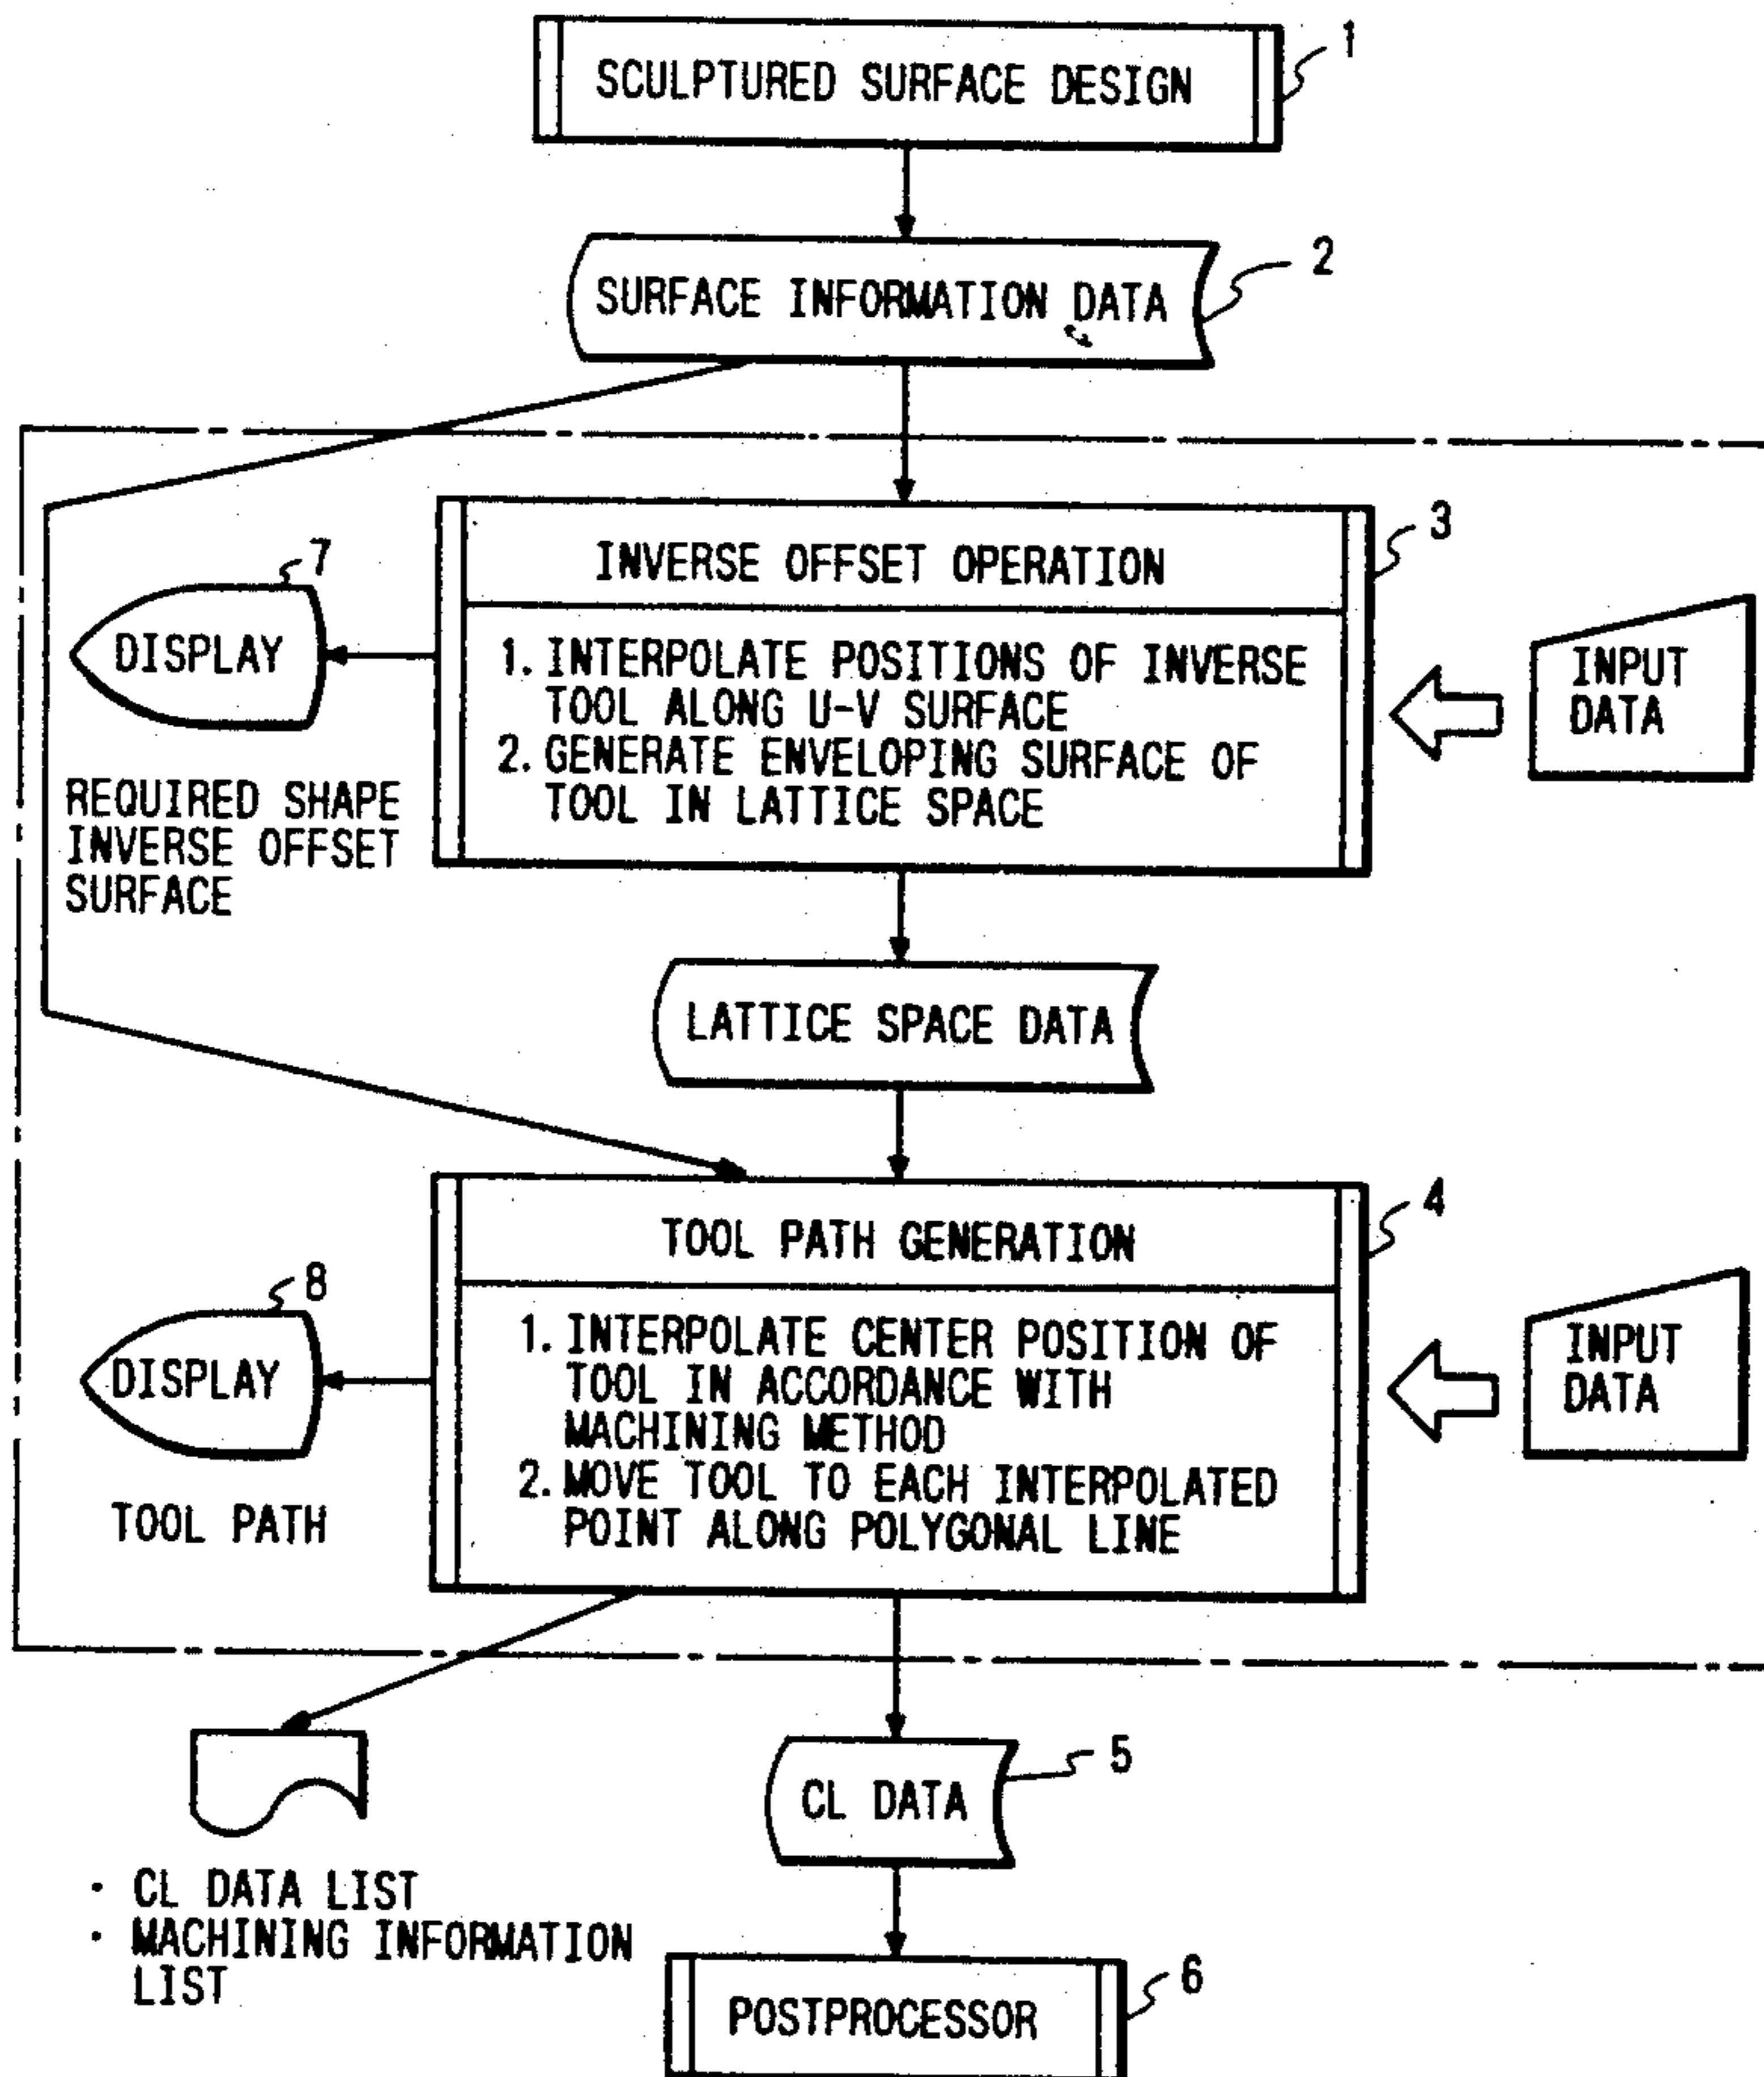 1
SCULPTURED SURFACE DESIGN
2
SURFACE INFORMATION DATA
3
INVERSE OFFSET OPERATION
1. INTERPOLATE POSITIONS OF INVERSE
TOOL ALONG U-V SURFACE
2. GENERATE ENVELOPING SURFACE OF
TOOL IN LATTICE SPACE
7
DISPLAY
REQUIRED SHAPE
INVERSE OFFSET
SURFACE
INPUT
DATA
LATTICE SPACE DATA
4
TOOL PATH GENERATION
1. INTERPOLATE CENTER POSITION OF
TOOL IN ACCORDANCE WITH
MACHINING METHOD
2. MOVE TOOL TO EACH INTERPOLATED
POINT ALONG POLYGONAL LINE
8
DISPLAY
TOOL PATH
INPUT
DATA
5
CL DATA
· CL DATA LIST
· MACHINING INFORMATION
LIST
6
POSTPROCESSOR